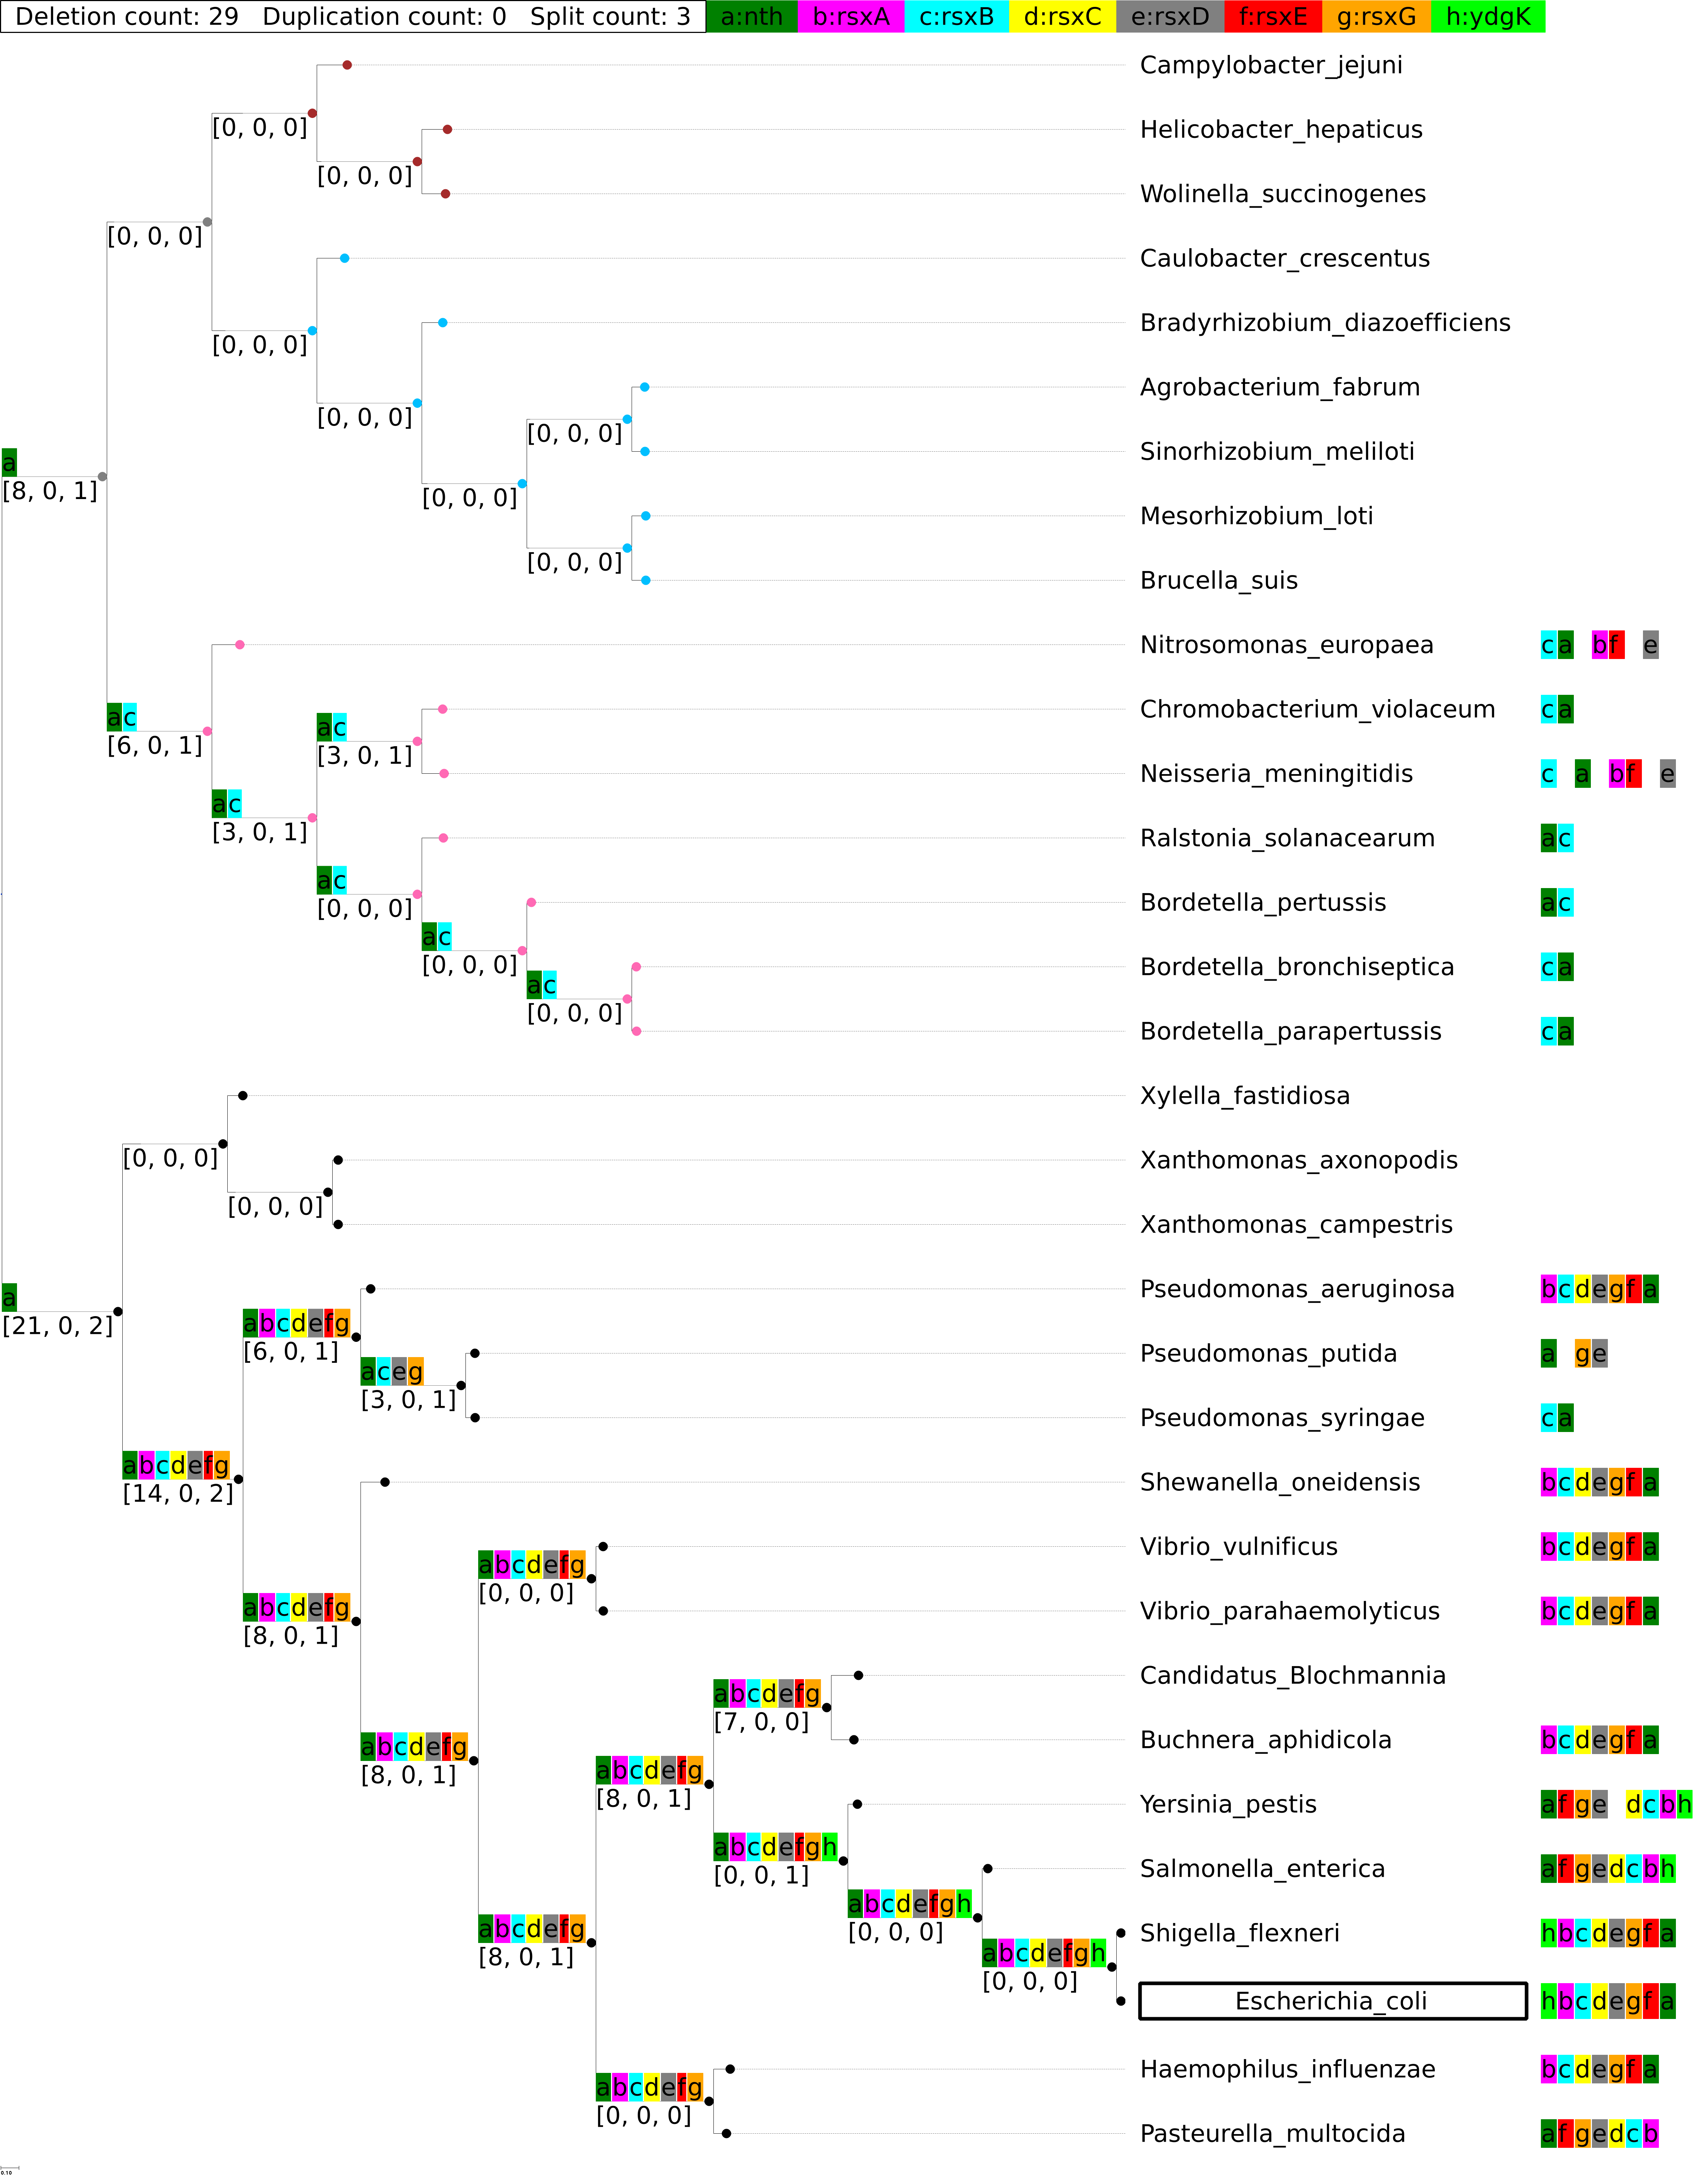 Deletion count: 29 Duplication count: 0 Split count: 3 a:nth b:rsxA c:rsxB d:rsxC e:rsxD f:rsxE g:rsxG h:ydgK
Campylobacter_jejuni
[0, 0, 0]
Helicobacter_hepaticus
[0, 0, 0]
Wolinella_succinogenes
[0, 0, 0]
Caulobacter_crescentus
[0, 0, 0]
Bradyrhizobium_diazoefficiens
Agrobacterium_fabrum
[0, 0, 0]
[0, 0, 0]
Sinorhizobium_meliloti
a
[8, 0, 1]
[0, 0, 0]
Mesorhizobium_loti
[0, 0, 0]
Brucella_suis
Nitrosomonas_europaea ca bf e
Chromobacterium_violaceum ca
ac
ac
[6, 0, 1]
[3, 0, 1]
Neisseria_meningitidis c a bf e
ac
[3, 0, 1]
Ralstonia_solanacearum ac
ac
[0, 0, 0]
Bordetella_pertussis ac
ac
[0, 0, 0]
Bordetella_bronchiseptica ca
ac
[0, 0, 0]
Bordetella_parapertussis ca
Xylella_fastidiosa
[0, 0, 0]
Xanthomonas_axonopodis
[0, 0, 0]
Xanthomonas_campestris
Pseudomonas_aeruginosa bcdegfa
a
[21, 0, 2]
abcdefg
[6, 0, 1]
Pseudomonas_putida a ge
aceg
[3, 0, 1]
Pseudomonas_syringae ca
abcdefg
[14, 0, 2]
Shewanella_oneidensis bcdegfa
Vibrio_vulnificus bcdegfa
abcdefg
[0, 0, 0]
Vibrio_parahaemolyticus bcdegfa
abcdefg
[8, 0, 1]
Candidatus_Blochmannia
abcdefg
[7, 0, 0]
Buchnera_aphidicola bcdegfa
abcdefg
[8, 0, 1]
abcdefg
[8, 0, 1]
Yersinia_pestis afge dcbh
abcdefgh
[0, 0, 1]
Salmonella_enterica afgedcbh
abcdefgh
[0, 0, 0]
Shigella_flexneri hbcdegfa
abcdefg
[8, 0, 1]
abcdefgh
[0, 0, 0]
Escherichia_coli hbcdegfa
Haemophilus_influenzae bcdegfa
abcdefg
[0, 0, 0]
Pasteurella_multocida afgedcb
0.10